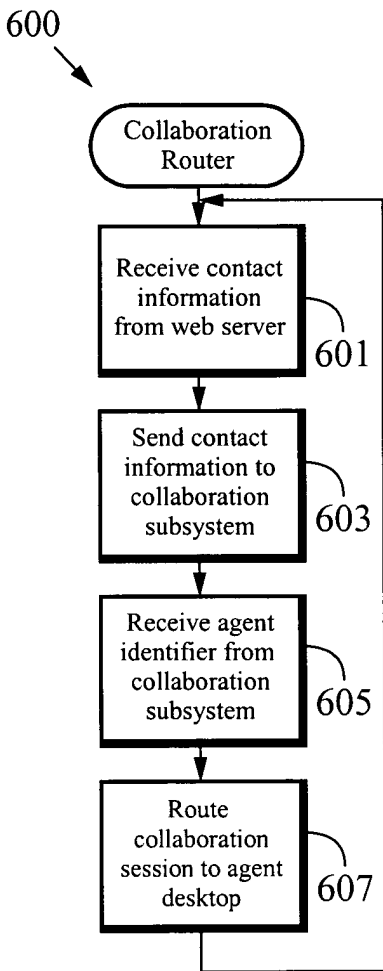 600
Collaboration
Router
Receive contact
information
from web server
601
Send contact
information to
collaboration
subsystem
603
Receive agent
identifier from
collaboration
subsystem
605
Route
collaboration
session to agent
desktop
607